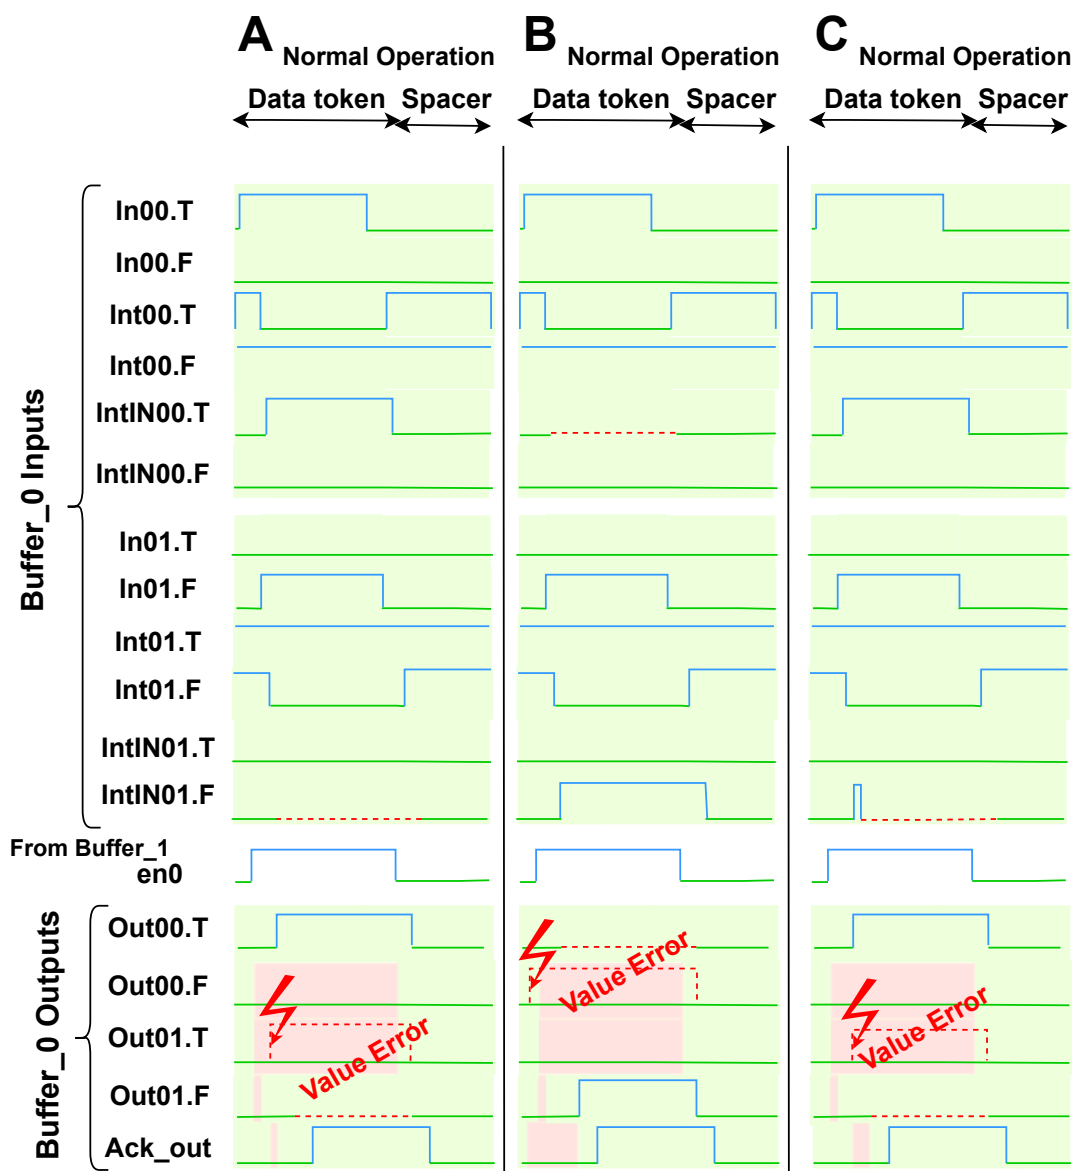 A
Normal Operation
Data token
Spacer
B
Normal Operation
Data token
Spacer
C
Normal Operation
Data token
Spacer
Buffer_0 Inputs
In00.T
In00.F
Int00.T
Int00.F
IntIN00.T
IntIN00.F
In01.T
In01.F
Int01.T
Int01.F
IntIN01.T
IntIN01.F
From Buffer_1
en0
Buffer_0 Outputs
Out00.T
Out00.F
Out01.T
Out01.F
Ack_out
Value Error
Value Error
Value Error